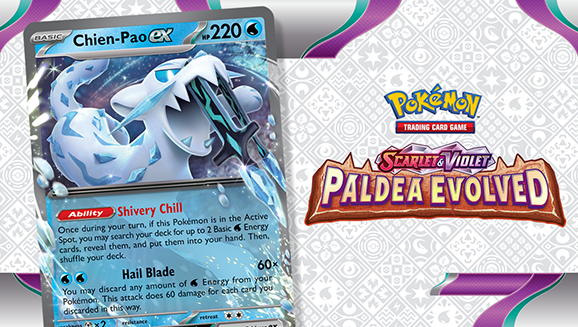 BASIC Chien-Pao ex HP 220
Ability Shivery Chill
Once during your turn, if this Pokémon is in the Active
Spot, you may search your deck for up to 2 Basic Energy
cards, reveal them, and put them into your hand. Then,
shuffle your deck.
Hail Blade 60×
You may discard any amount of Energy from your
Pokémon. This attack does 60 damage for each card you
discarded in this way.
×2 resistance retreat
POKéMON
TRADING CARD GAME
SCARLET & VIOLET
PALDEA EVOLVED